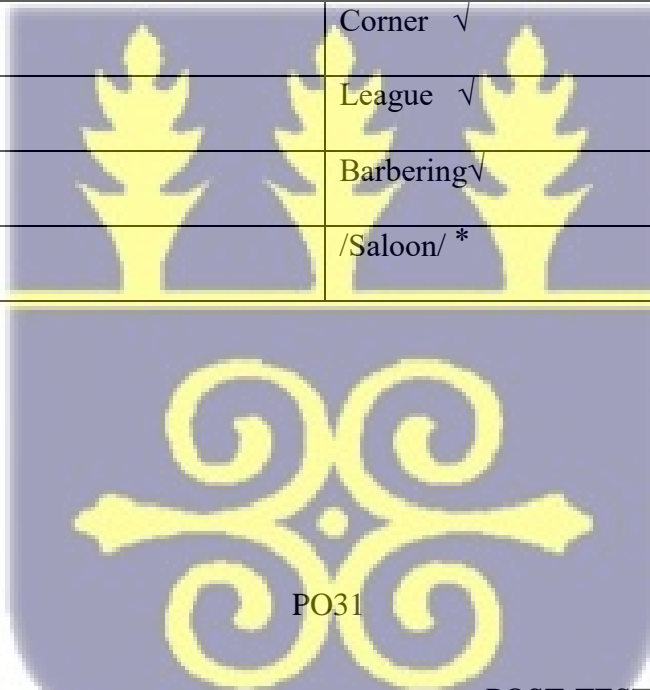 Corner √
League √
Barbering√
/Saloon/ *
PO31